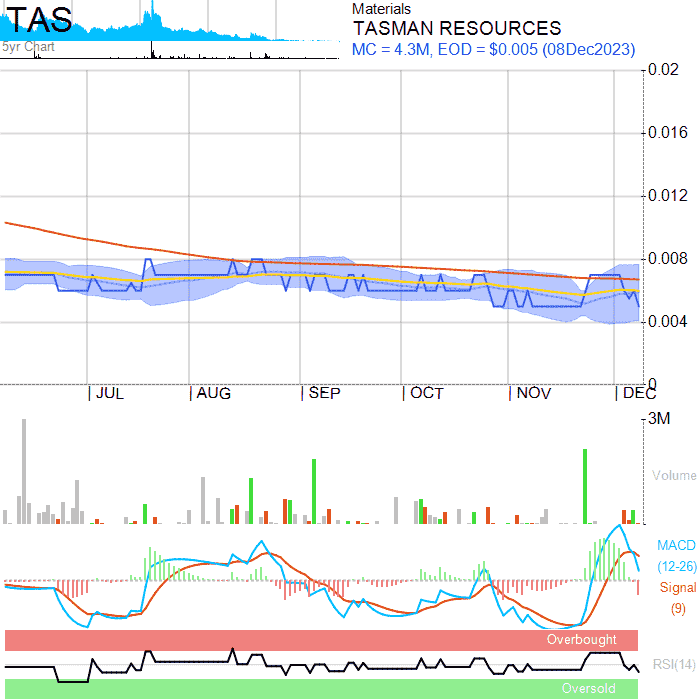 TAS
5yr Chart
Materials
TASMAN RESOURCES
MC = 4.3M, EOD = $0.005 (08Dec2023)
0.02
0.016
0.012
0.008
0.004
0
JUL AUG SEP OCT NOV DEC
3M
Volume
MACD
(12-26)
Signal
(9)
Overbought
RSI(14)
Oversold